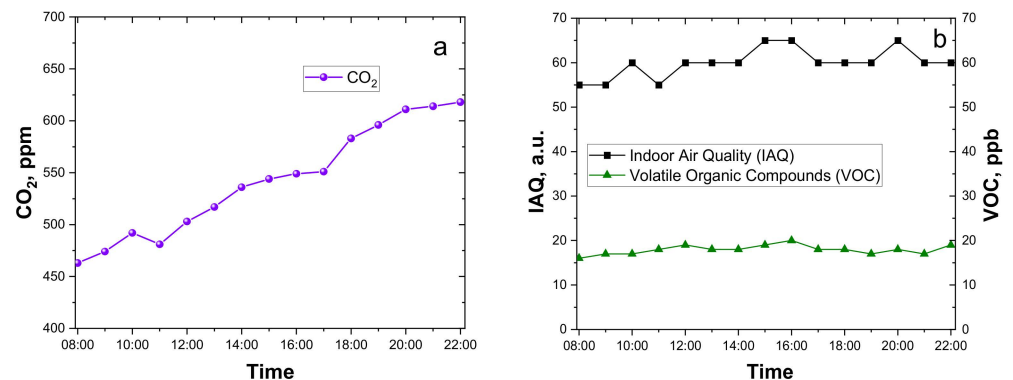 a
CO₂
CO₂, ppm
700
650
600
550
500
450
400
08:00 10:00 12:00 14:00 16:00 18:00 20:00 22:00
Time
b
Indoor Air Quality (IAQ)
Volatile Organic Compounds (VOC)
IAQ, a.u.
70
60
50
40
30
20
10
0
VOC, ppb
70
60
50
40
30
20
10
0
08:00 10:00 12:00 14:00 16:00 18:00 20:00 22:00
Time